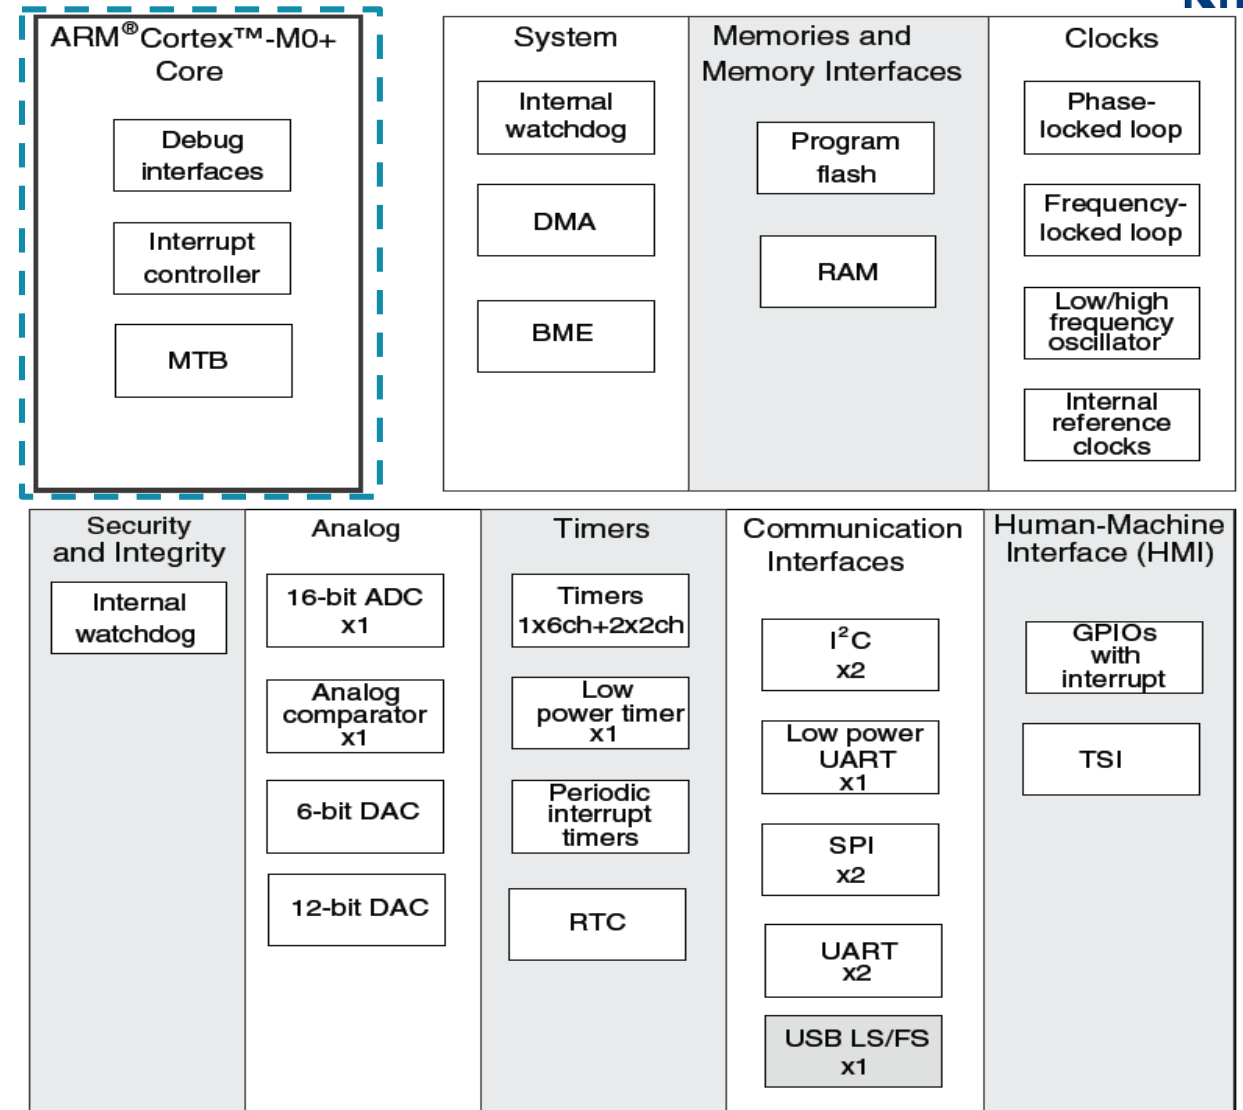 ARM®Cortex™-M0+
Core
Debug
interfaces
Interrupt
controller
MTB
System
Internal
watchdog
DMA
BME
Memories and
Memory Interfaces
Program
flash
RAM
Clocks
Phase-
locked loop
Frequency-
locked loop
Low/high
frequency
oscillator
Internal
reference
clocks
Security
and Integrity
Internal
watchdog
Analog
16-bit ADC
x1
Analog
comparator
x1
6-bit DAC
12-bit DAC
Timers
Timers
1x6ch+2x2ch
Low
power timer
x1
Periodic
interrupt
timers
RTC
Communication
Interfaces
I²C
x2
Low power
UART
x1
SPI
x2
UART
x2
USB LS/FS
x1
Human-Machine
Interface (HMI)
GPIOs
with
interrupt
TSI